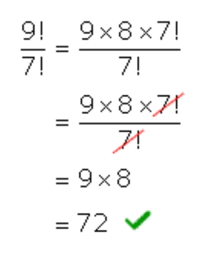 9!/7! = 9×8×7!/7!
= 9×8×7!/7!
= 9×8
= 72 ✔